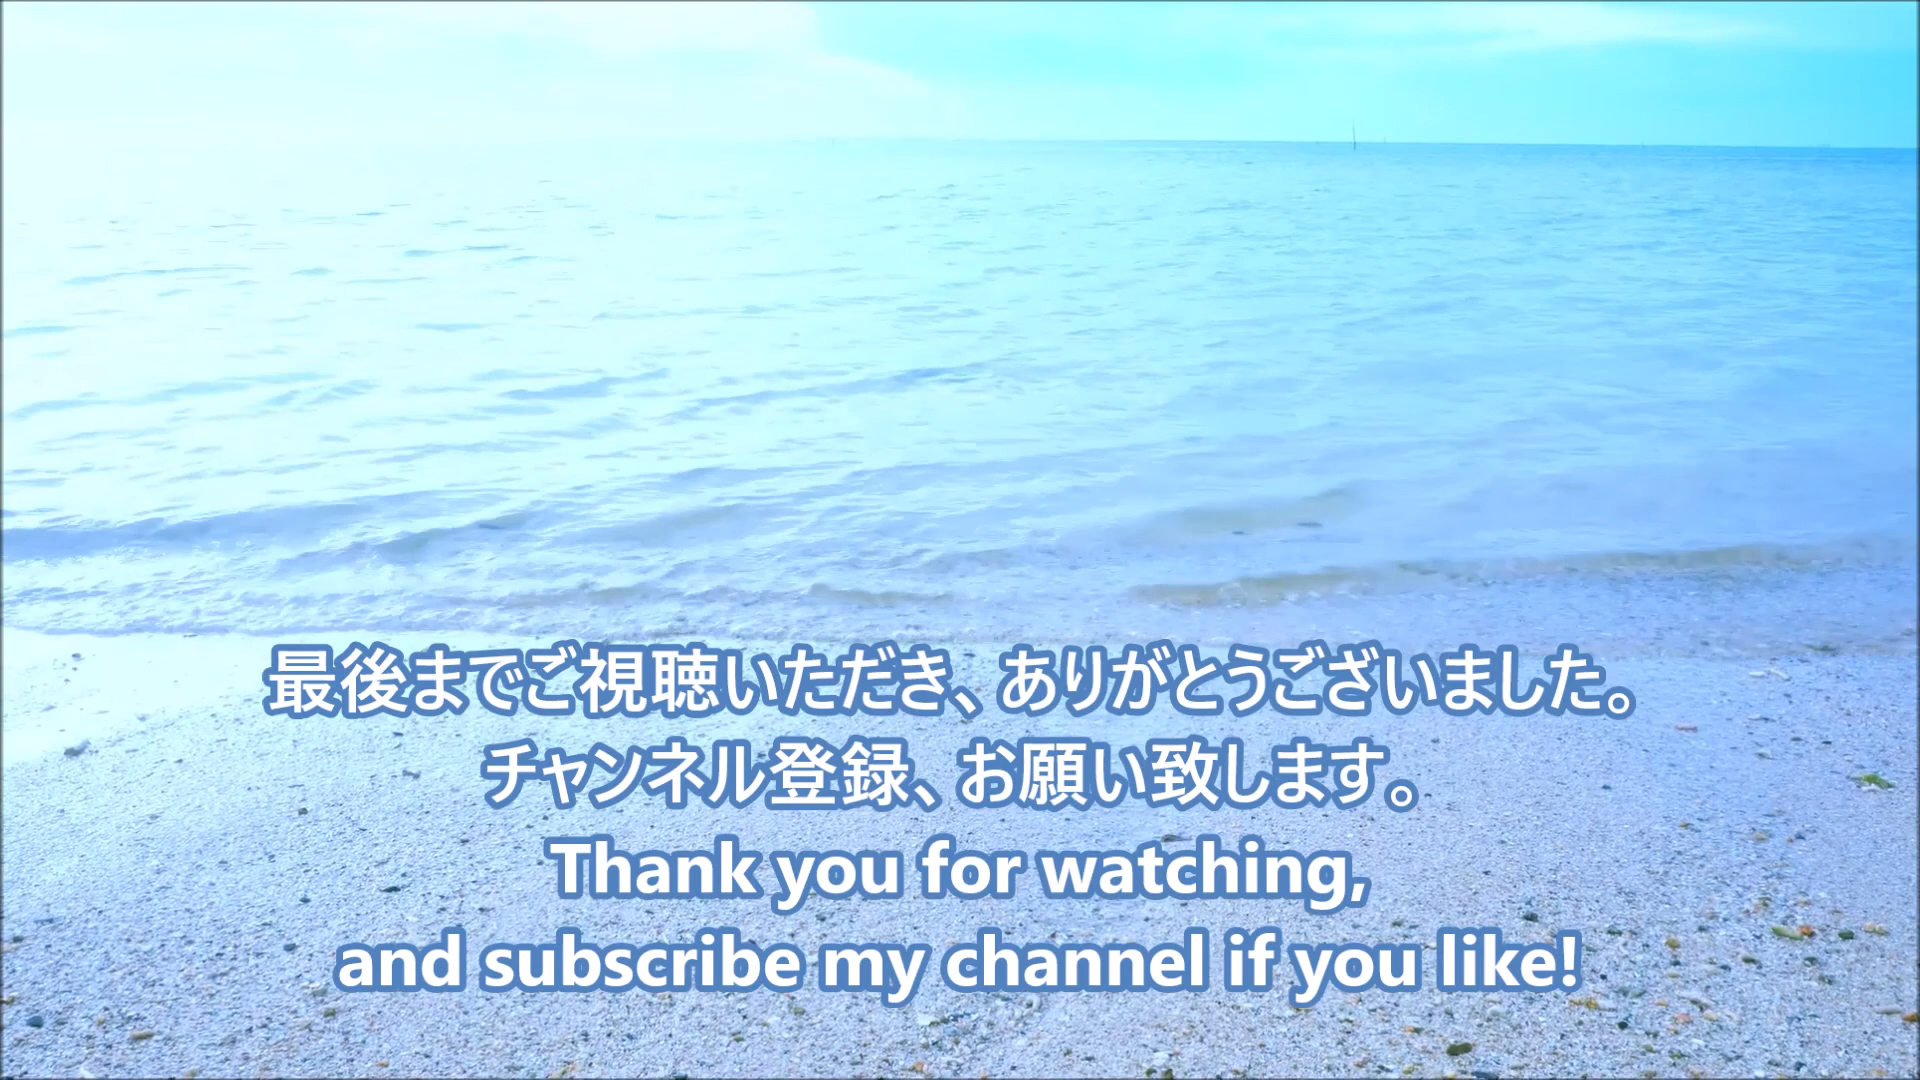 最後までご視聴いただき、ありがとうございました。
チャンネル登録、お願い致します。
Thank you for watching,
and subscribe my channel if you like!